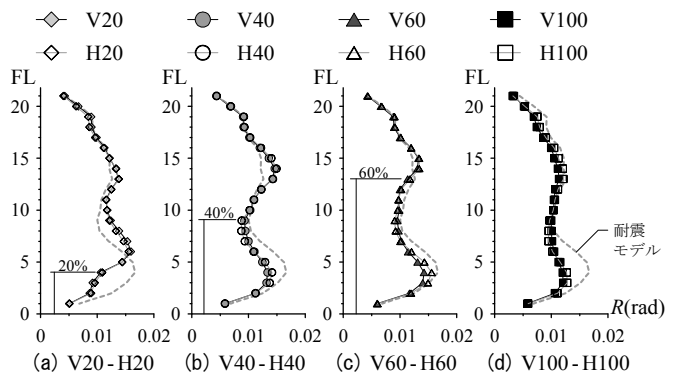 V20 V40 V60 V100
H20 H40 H60 H100
FL FL FL FL
20 20 20 20
15 15 15 15
10 10 10 10
5 5 5 5
0 0 0 0
20% 40% 60%
耐震
モデル
R(rad)
0 0.01 0.02 0 0.01 0.02 0 0.01 0.02 0 0.01 0.02
(a) V20-H20 (b) V40-H40 (c) V60-H60 (d) V100-H100